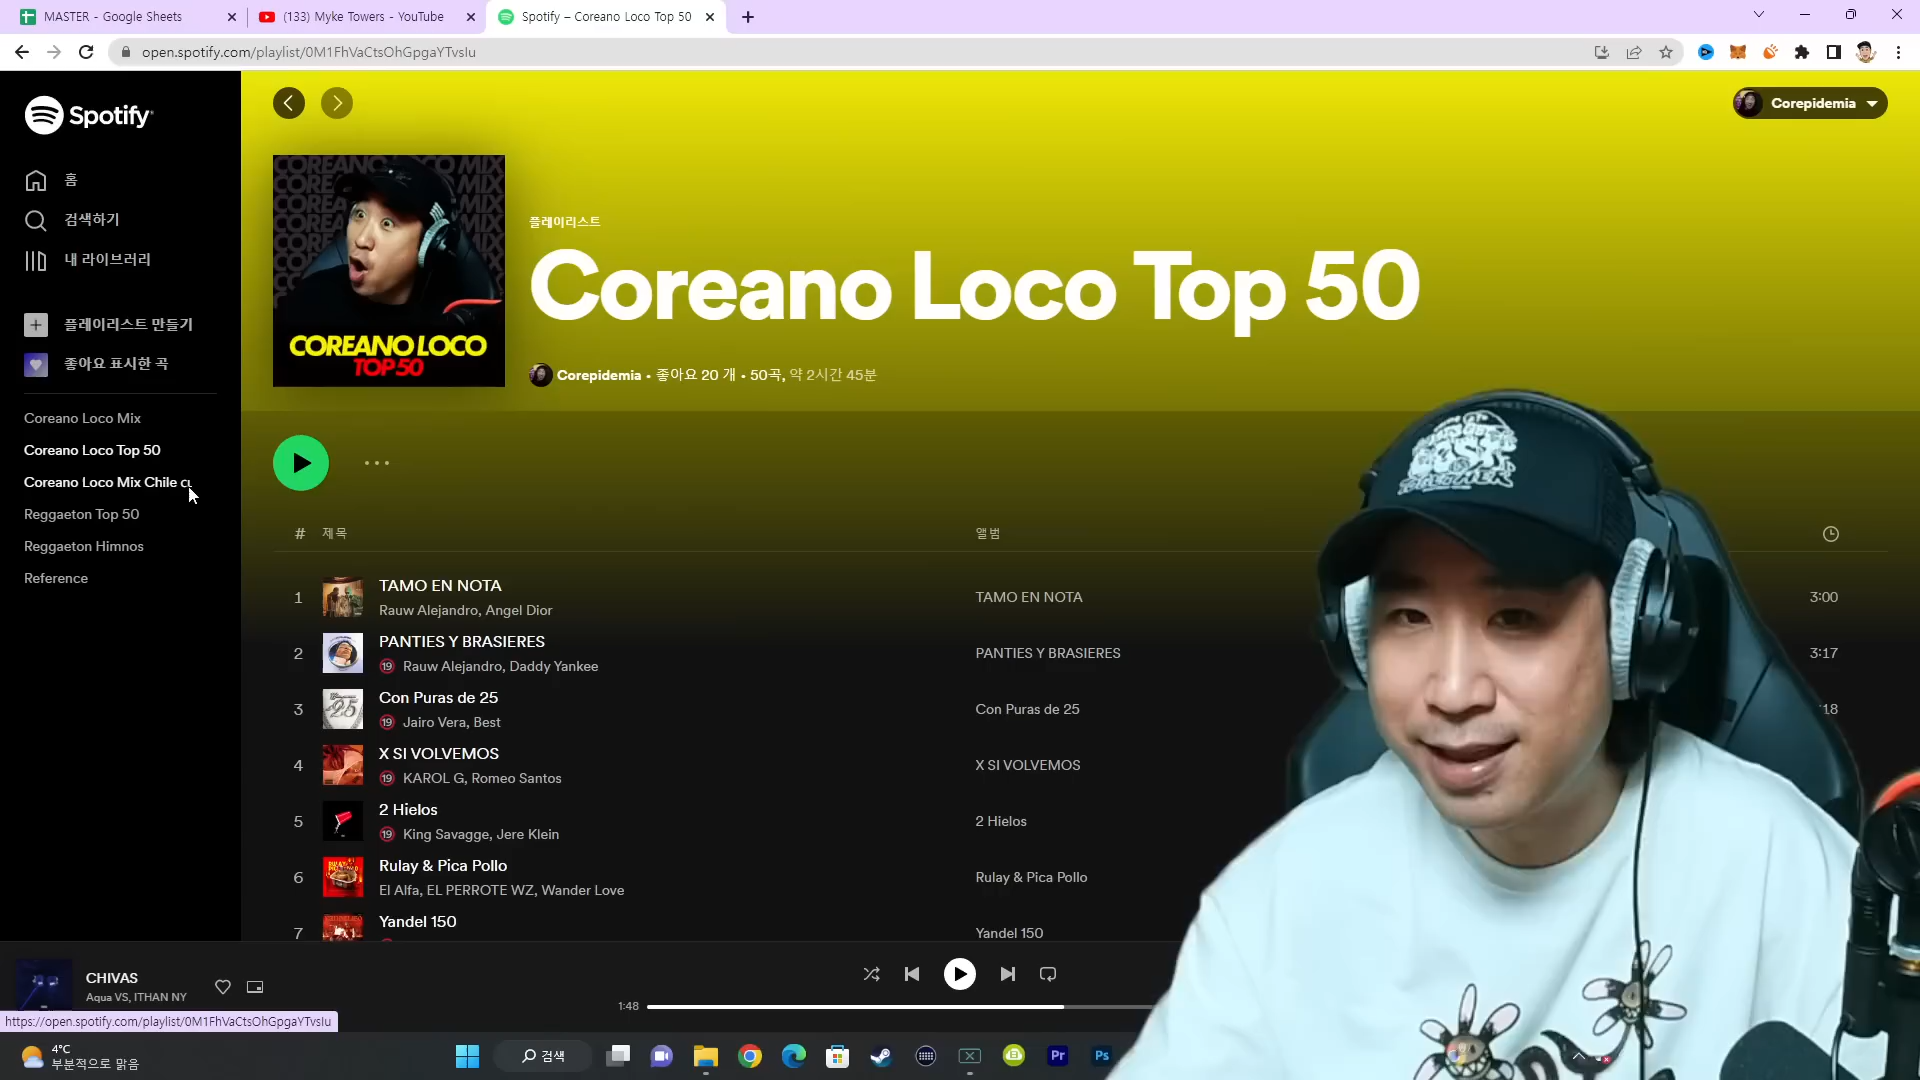 MASTER - Google Sheets
(133) Myke Towers - YouTube
Spotify – Coreano Loco Top 50
open.spotify.com/playlist/0M1FhVaCtsOhGpgaYTvsIu
Spotify
홈
검색하기
내 라이브러리
플레이리스트 만들기
좋아요 표시한 곡
Coreano Loco Mix
Coreano Loco Top 50
Coreano Loco Mix Chile
Reggaeton Top 50
Reggaeton Himnos
Reference
Corepidemia
COREANO LOCO MIX
COREANO LOCO
TOP 50
플레이리스트
Coreano Loco Top 50
Corepidemia • 좋아요 20 개 • 50곡, 약 2시간 45분
# 제목 앨범
1 TAMO EN NOTA TAMO EN NOTA 3:00
Rauw Alejandro, Angel Dior
2 PANTIES Y BRASIERES PANTIES Y BRASIERES 3:17
19 Rauw Alejandro, Daddy Yankee
3 Con Puras de 25 Con Puras de 25 18
19 Jairo Vera, Best
4 X SI VOLVEMOS X SI VOLVEMOS
19 KAROL G, Romeo Santos
5 2 Hielos 2 Hielos
19 King Savagge, Jere Klein
6 Rulay & Pica Pollo Rulay & Pica Pollo
El Alfa, EL PERROTE WZ, Wander Love
7 Yandel 150 Yandel 150
CHIVAS
Aqua VS, ITHAN NY
1:48
https://open.spotify.com/playlist/0M1FhVaCtsOhGpgaYTvsIu
4°C
부분적으로 맑음
검색
Pr
Ps